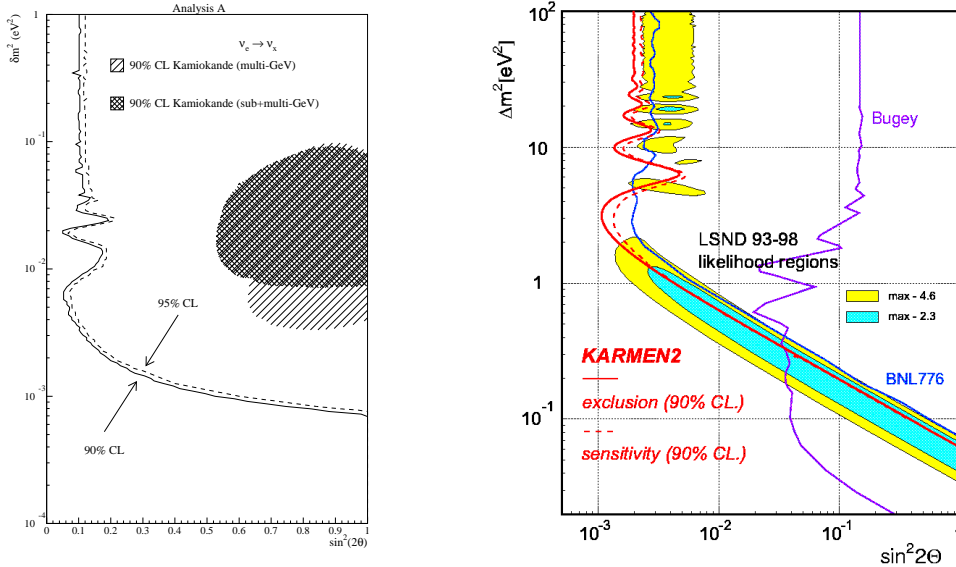 Analysis A
δm² (eV²)
νe → νx
90% CL Kamiokande (multi-GeV)
90% CL Kamiokande (sub+multi-GeV)
95% CL
90% CL
1
10⁻¹
10⁻²
10⁻³
10⁻⁴
0 0.1 0.2 0.3 0.4 0.5 0.6 0.7 0.8 0.9 1
sin²(2θ)
Δm²[eV²]
10²
10
1
10⁻¹
Bugey
LSND 93-98
likelihood regions
max - 4.6
max - 2.3
KARMEN2
exclusion (90% CL.)
sensitivity (90% CL.)
BNL776
10⁻³ 10⁻² 10⁻¹ 1
sin²2Θ